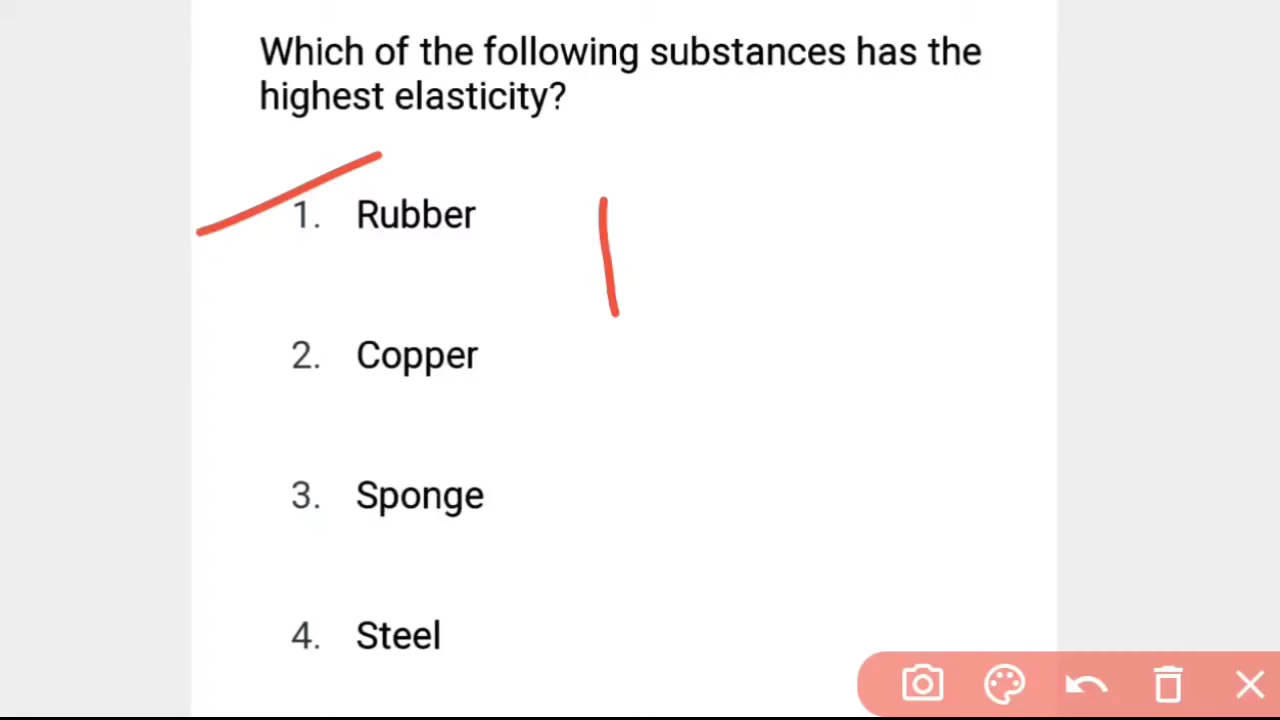 Which of the following substances has the
highest elasticity?
1. Rubber
2. Copper
3. Sponge
4. Steel